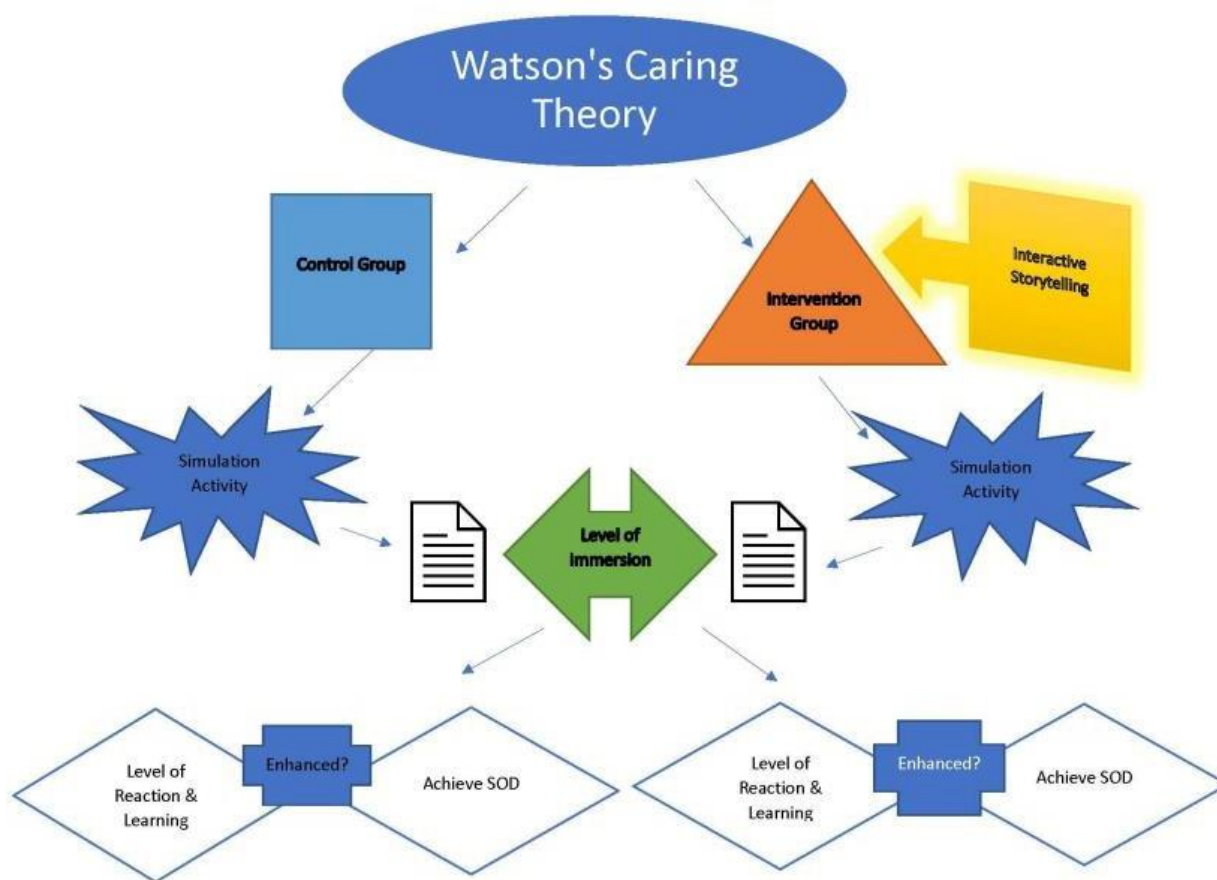 Watson's Caring
Theory
Control Group
Intervention
Group
Interactive
Storytelling
Simulation
Activity
Simulation
Activity
Level of
Immersion
Level of
Reaction &
Learning
Enhanced?
Achieve SOD
Level of
Reaction &
Learning
Enhanced?
Achieve SOD